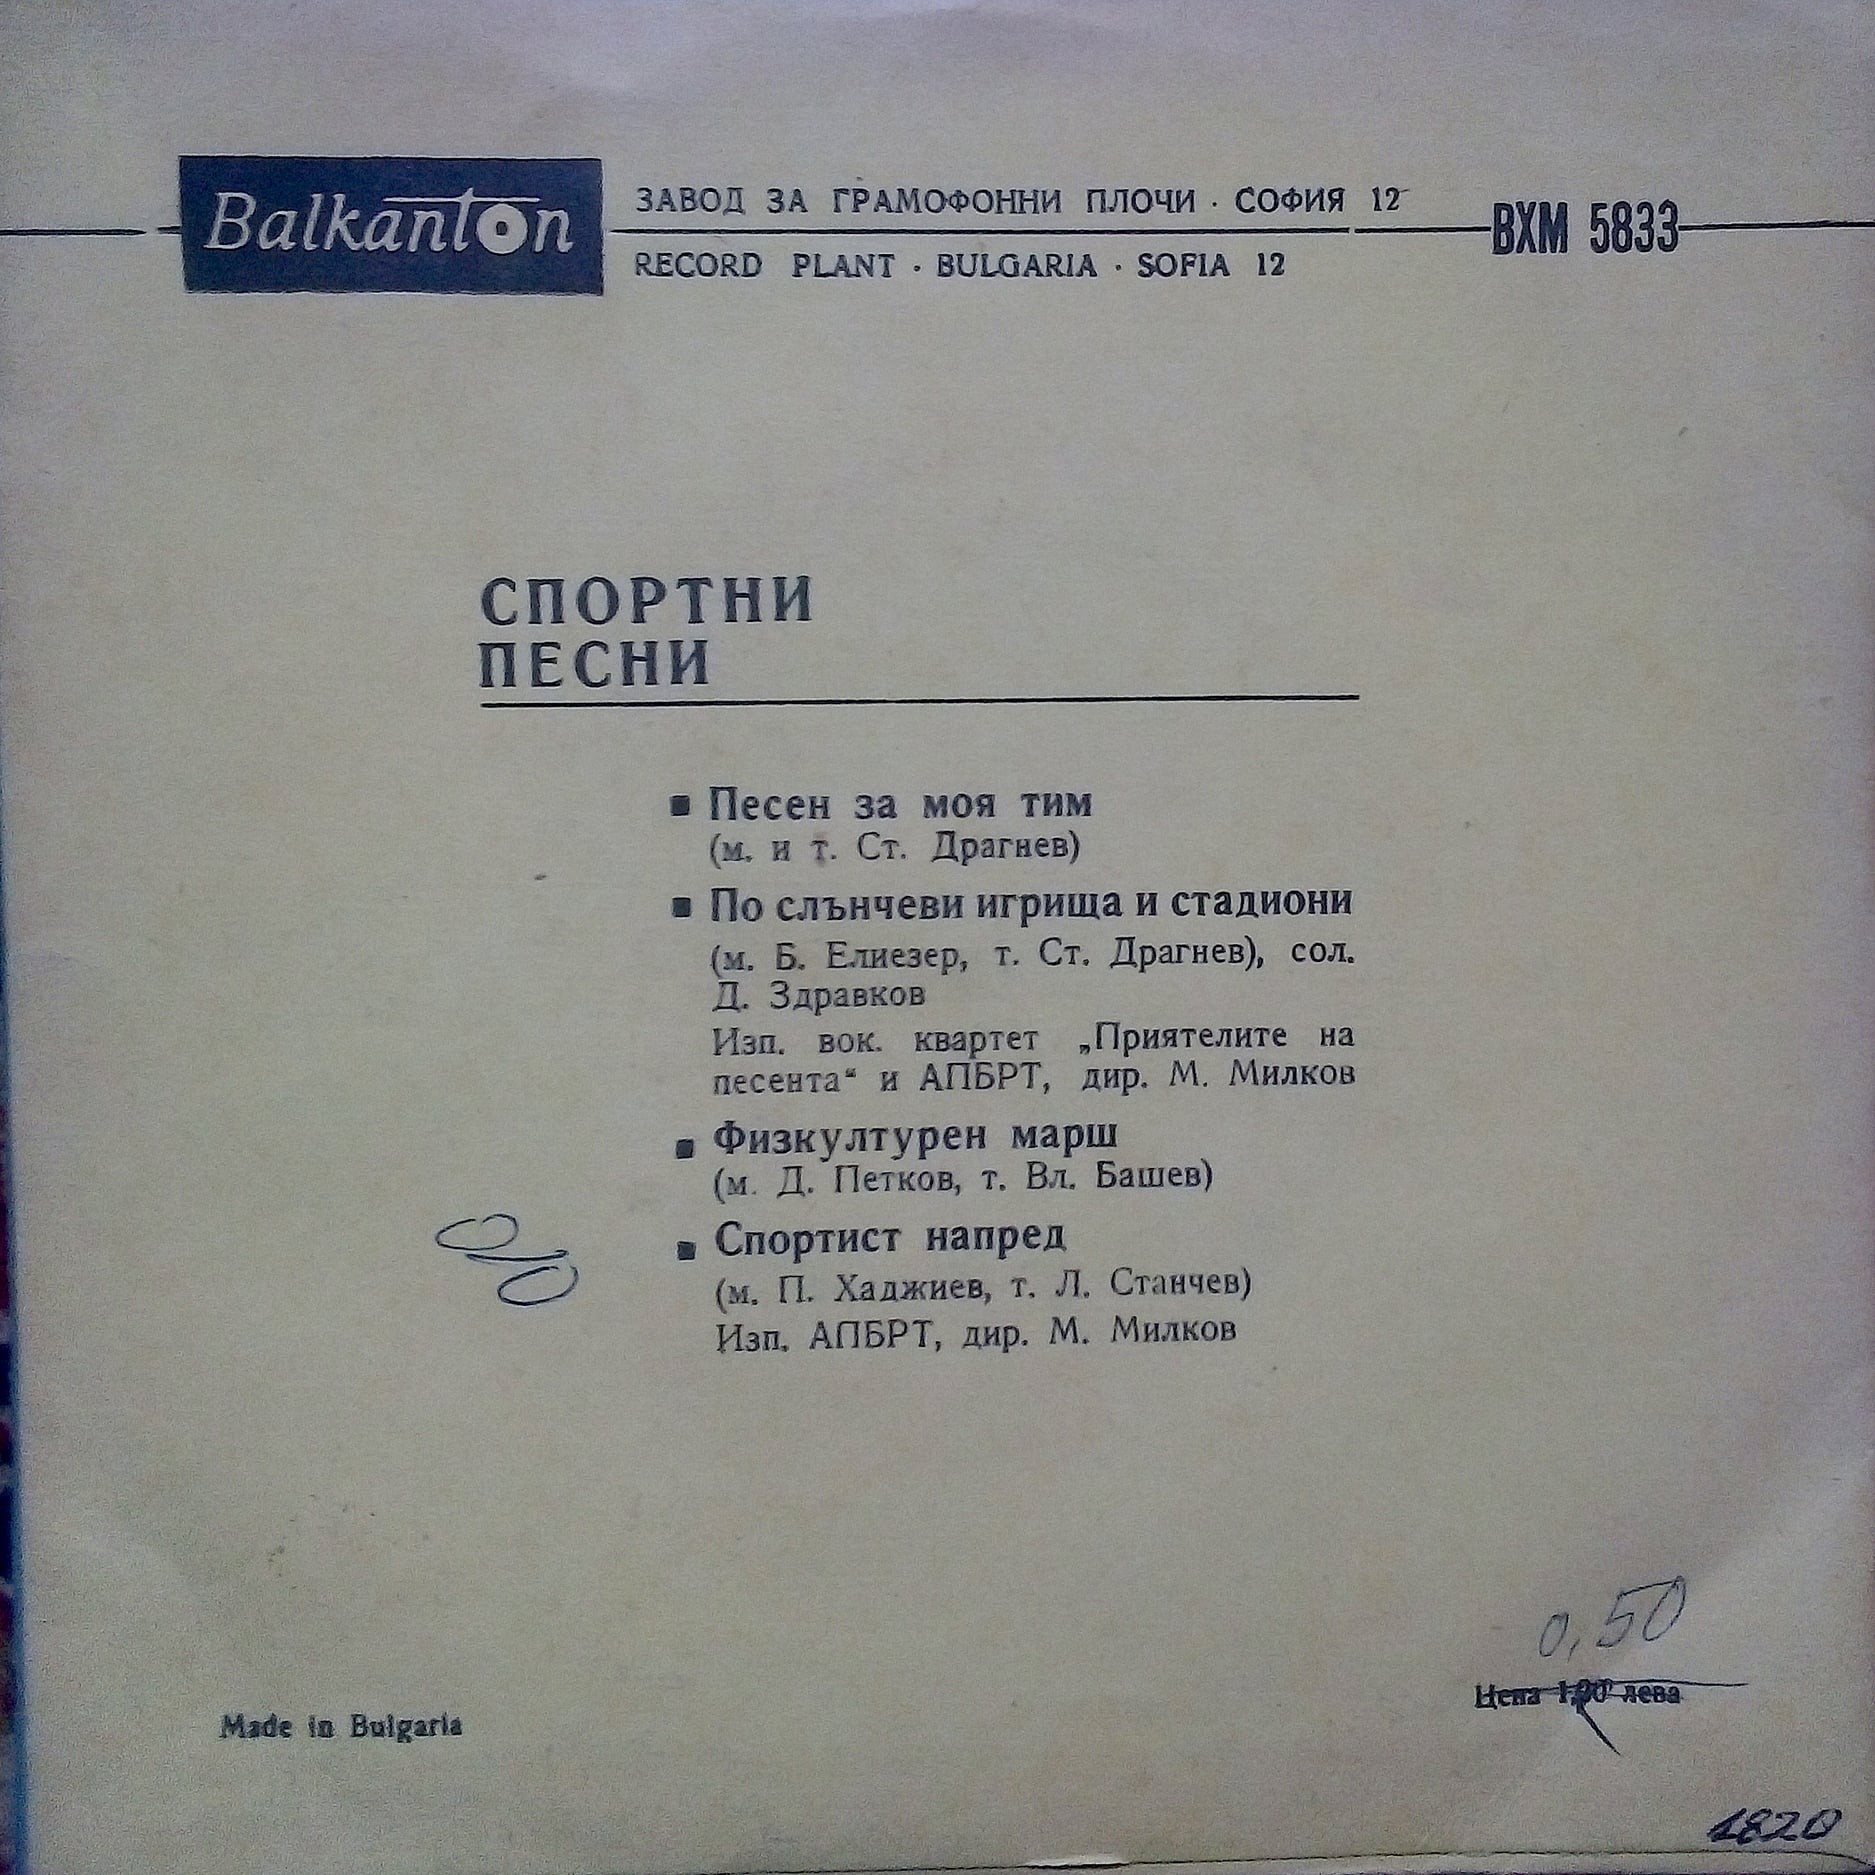 Balkanton
ЗАВОД ЗА ГРАМОФОННИ ПЛОЧИ · СОФИЯ 12
RECORD PLANT · BULGARIA · SOFIA 12
ВХМ 5833
СПОРТНИ
ПЕСНИ
▪ Песен за моя тим
(м. и т. Ст. Драгнев)
▪ По слънчеви игрища и стадиони
(м. Б. Елиезер, т. Ст. Драгнев), сол.
Д. Здравков
Изп. вок. квартет „Приятелите на
песента“ и АПБРТ, дир. М. Милков
▪ Физкултурен марш
(м. Д. Петков, т. Вл. Башев)
▪ Спортист напред
(м. П. Хаджиев, т. Л. Станчев)
Изп. АПБРТ, дир. М. Милков
0,50
Цена 1,00 лева
Made in Bulgaria
1820